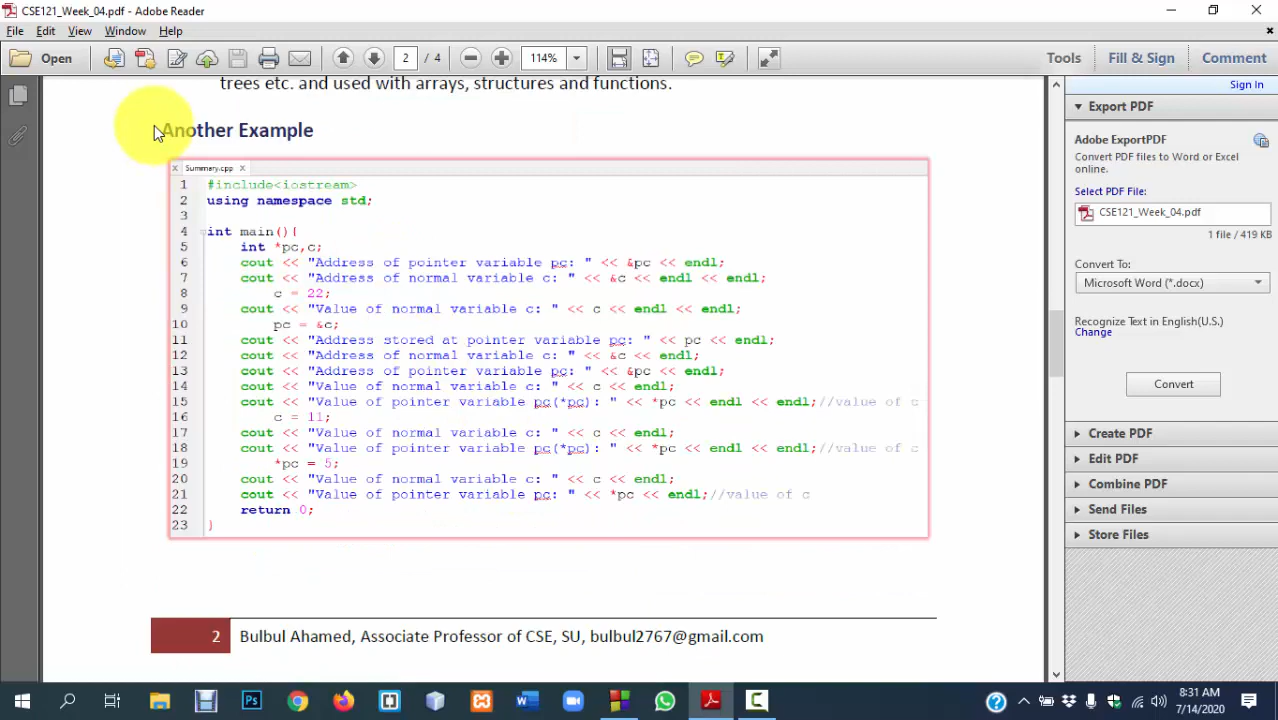 CSE121_Week_04.pdf - Adobe Reader
File Edit View Window Help
Open 2 / 4 114% Tools Fill & Sign Comment
Sign In
trees etc. and used with arrays, structures and functions.
Another Example
Summary.cpp
1 #include<iostream>
2 using namespace std;
3
4 int main(){
5 int *pc,c;
6 cout << "Address of pointer variable pc: " << &pc << endl;
7 cout << "Address of normal variable c: " << &c << endl << endl;
8 c = 22;
9 cout << "Value of normal variable c: " << c << endl << endl;
10 pc = &c;
11 cout << "Address stored at pointer variable pc: " << pc << endl;
12 cout << "Address of normal variable c: " << &c << endl;
13 cout << "Address of pointer variable pc: " << &pc << endl;
14 cout << "Value of normal variable c: " << c << endl;
15 cout << "Value of pointer variable pc(*pc): " << *pc << endl << endl;//value of c
16 c = 11;
17 cout << "Value of normal variable c: " << c << endl;
18 cout << "Value of pointer variable pc(*pc): " << *pc << endl << endl;//value of c
19 *pc = 5;
20 cout << "Value of normal variable c: " << c << endl;
21 cout << "Value of pointer variable pc: " << *pc << endl;//value of c
22 return 0;
23 }
2 Bulbul Ahamed, Associate Professor of CSE, SU, bulbul2767@gmail.com
Export PDF
Adobe ExportPDF
Convert PDF files to Word or Excel
online.
Select PDF File:
CSE121_Week_04.pdf
1 file / 419 KB
Convert To:
Microsoft Word (*.docx)
Recognize Text in English(U.S.)
Change
Convert
Create PDF
Edit PDF
Combine PDF
Send Files
Store Files
8:31 AM
7/14/2020